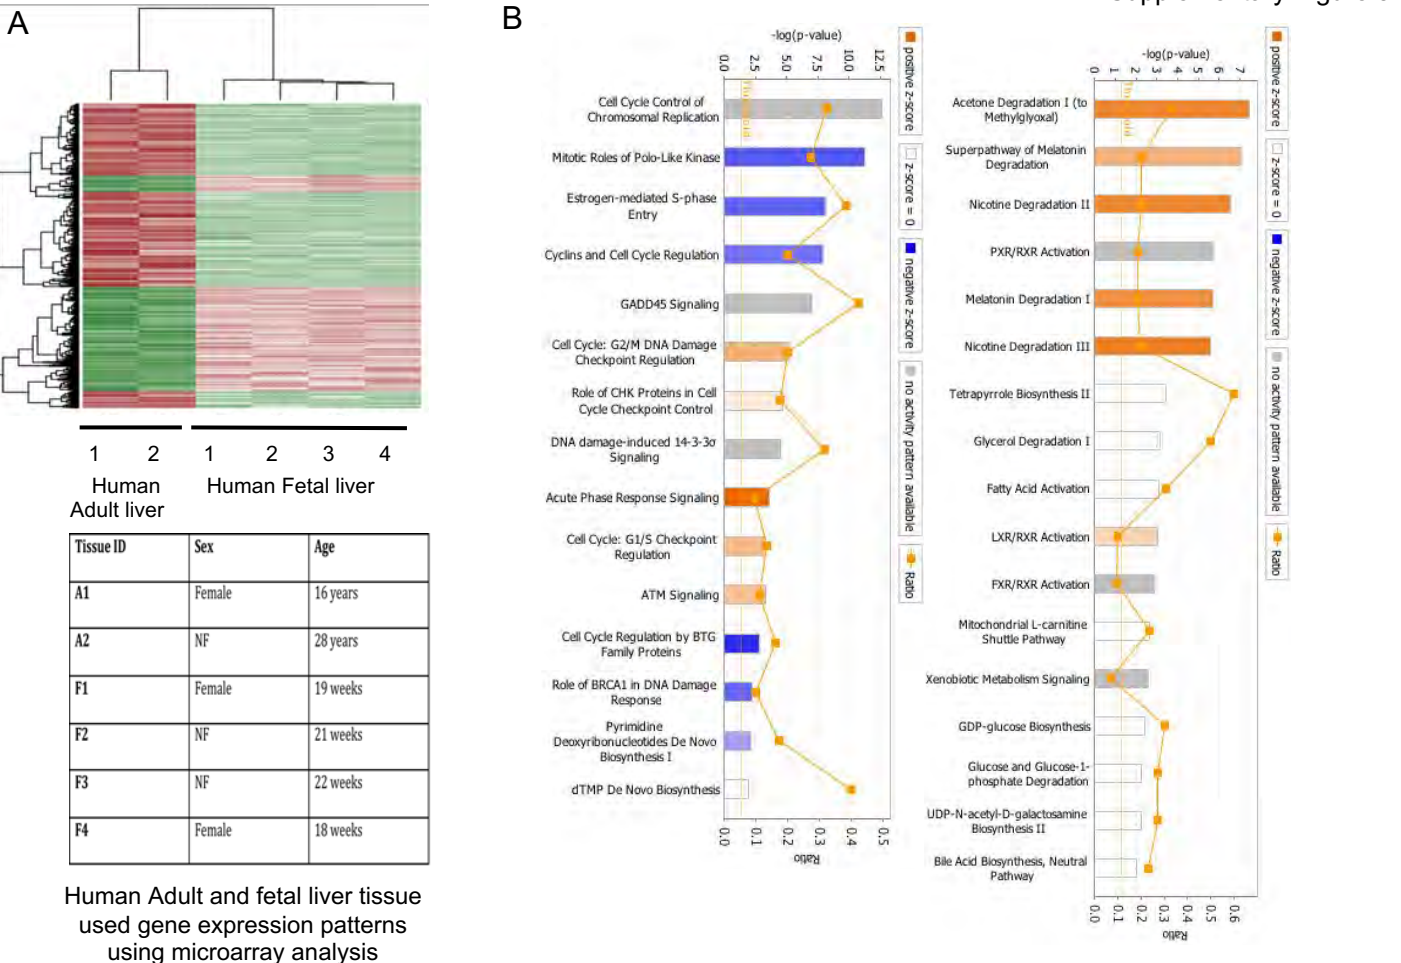 A
1 2 1 2 3 4
Human
Adult liver
Human Fetal liver
Tissue ID Sex Age
A1 Female 16 years
A2 NF 28 years
F1 Female 19 weeks
F2 NF 21 weeks
F3 NF 22 weeks
F4 Female 18 weeks
Human Adult and fetal liver tissue
used gene expression patterns
using microarray analysis
B
-log(p-value)
0.0 2.5 5.0 7.5 10.0 12.5
Threshold
Cell Cycle Control of
Chromosomal Replication
Mitotic Roles of Polo-Like Kinase
Estrogen-mediated S-phase
Entry
Cyclins and Cell Cycle Regulation
GADD45 Signaling
Cell Cycle: G2/M DNA Damage
Checkpoint Regulation
Role of CHK Proteins in Cell
Cycle Checkpoint Control
DNA damage-induced 14-3-3σ
Signaling
Acute Phase Response Signaling
Cell Cycle: G1/S Checkpoint
Regulation
ATM Signaling
Cell Cycle Regulation by BTG
Family Proteins
Role of BRCA1 in DNA Damage
Response
Pyrimidine
Deoxyribonucleotides De Novo
Biosynthesis I
dTMP De Novo Biosynthesis
0.0 0.1 0.2 0.3 0.4 0.5
Ratio
positive z-score
z-score = 0
negative z-score
no activity pattern available
Ratio
-log(p-value)
0 1 2 3 4 5 6 7
Threshold
Acetone Degradation I (to
Methylglyoxal)
Superpathway of Melatonin
Degradation
Nicotine Degradation II
PXR/RXR Activation
Melatonin Degradation I
Nicotine Degradation III
Tetrapyrrole Biosynthesis II
Glycerol Degradation I
Fatty Acid Activation
LXR/RXR Activation
FXR/RXR Activation
Mitochondrial L-carnitine
Shuttle Pathway
Xenobiotic Metabolism Signaling
GDP-glucose Biosynthesis
Glucose and Glucose-1-
phosphate Degradation
UDP-N-acetyl-D-galactosamine
Biosynthesis II
Bile Acid Biosynthesis, Neutral
Pathway
0.0 0.1 0.2 0.3 0.4 0.5 0.6
Ratio
positive z-score
z-score = 0
negative z-score
no activity pattern available
Ratio